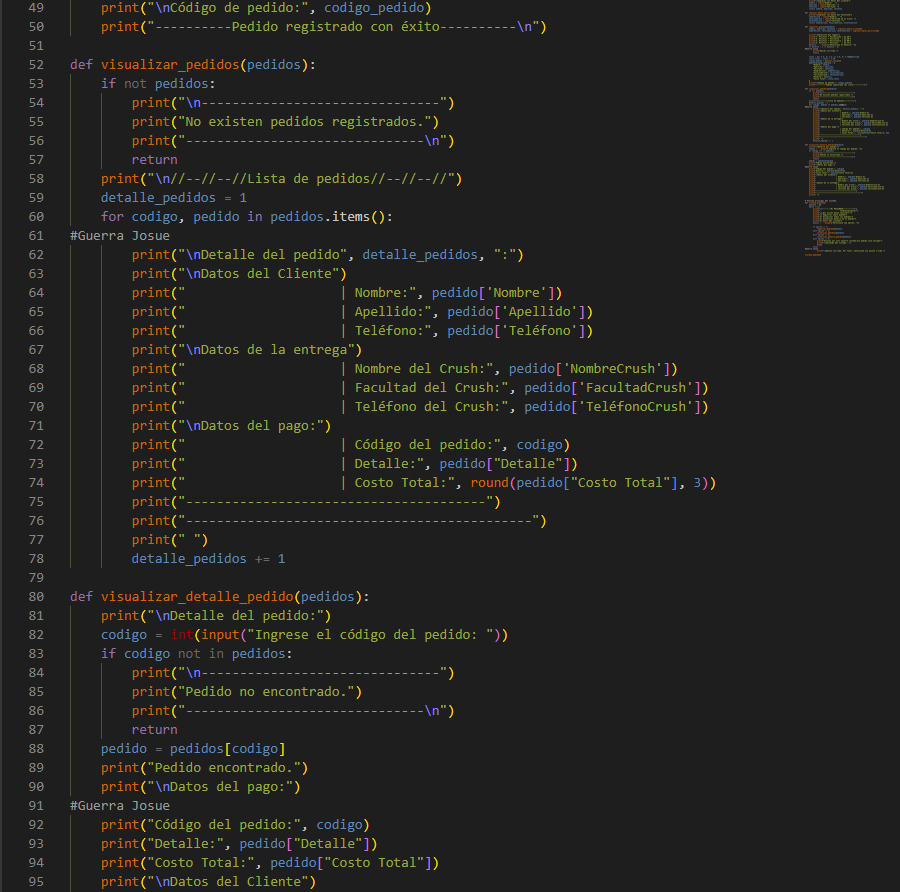 49 print("\nCódigo de pedido:", codigo_pedido)
50 print("----------Pedido registrado con éxito----------\n")
51
52 def visualizar_pedidos(pedidos):
53 if not pedidos:
54 print("\n-------------------------------")
55 print("No existen pedidos registrados.")
56 print("-------------------------------\n")
57 return
58 print("\n//--//--//Lista de pedidos//--//--//")
59 detalle_pedidos = 1
60 for codigo, pedido in pedidos.items():
61 #Guerra Josue
62 print("\nDetalle del pedido", detalle_pedidos, ":")
63 print("\nDatos del Cliente")
64 print("                    | Nombre:", pedido['Nombre'])
65 print("                    | Apellido:", pedido['Apellido'])
66 print("                    | Teléfono:", pedido['Teléfono'])
67 print("\nDatos de la entrega")
68 print("                    | Nombre del Crush:", pedido['NombreCrush'])
69 print("                    | Facultad del Crush:", pedido['FacultadCrush'])
70 print("                    | Teléfono del Crush:", pedido['TeléfonoCrush'])
71 print("\nDatos del pago:")
72 print("                    | Código del pedido:", codigo)
73 print("                    | Detalle:", pedido["Detalle"])
74 print("                    | Costo Total:", round(pedido["Costo Total"], 3))
75 print("---------------------------------------")
76 print("---------------------------------------------")
77 print(" ")
78 detalle_pedidos += 1
79
80 def visualizar_detalle_pedido(pedidos):
81 print("\nDetalle del pedido:")
82 codigo = int(input("Ingrese el código del pedido: "))
83 if codigo not in pedidos:
84 print("\n-------------------------------")
85 print("Pedido no encontrado.")
86 print("-------------------------------\n")
87 return
88 pedido = pedidos[codigo]
89 print("Pedido encontrado.")
90 print("\nDatos del pago:")
91 #Guerra Josue
92 print("Código del pedido:", codigo)
93 print("Detalle:", pedido["Detalle"])
94 print("Costo Total:", pedido["Costo Total"])
95 print("\nDatos del Cliente")